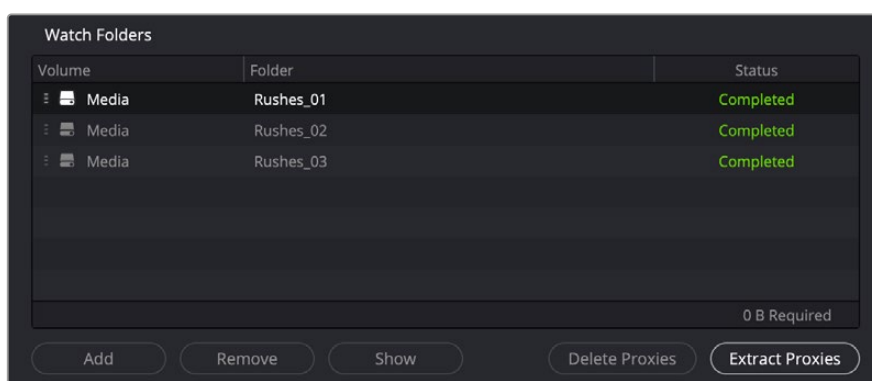 Watch Folders
Volume Folder Status
Media Rushes_01 Completed
Media Rushes_02 Completed
Media Rushes_03 Completed
0 B Required
Add Remove Show Delete Proxies Extract Proxies